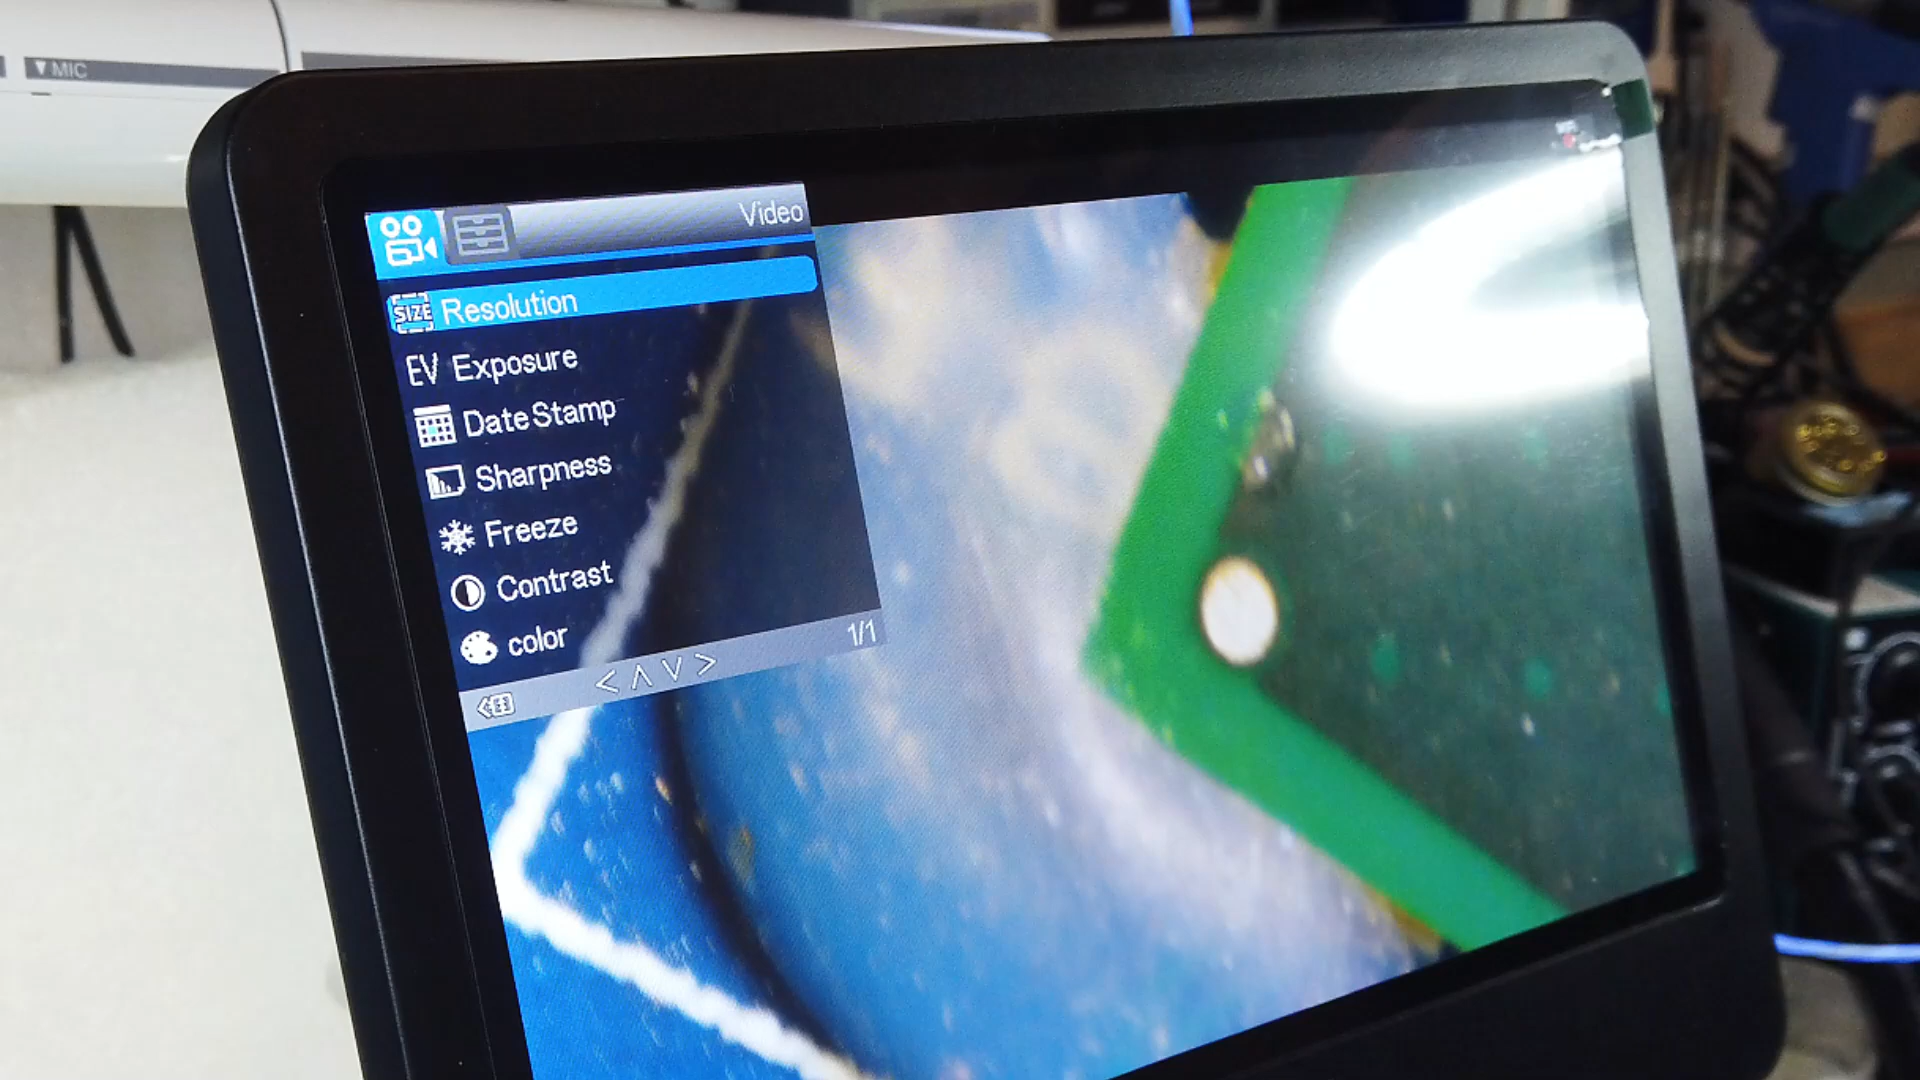 ▼MIC
Video
SIZE Resolution
EV Exposure
Date Stamp
Sharpness
Freeze
Contrast
color
1/1
< Λ V >